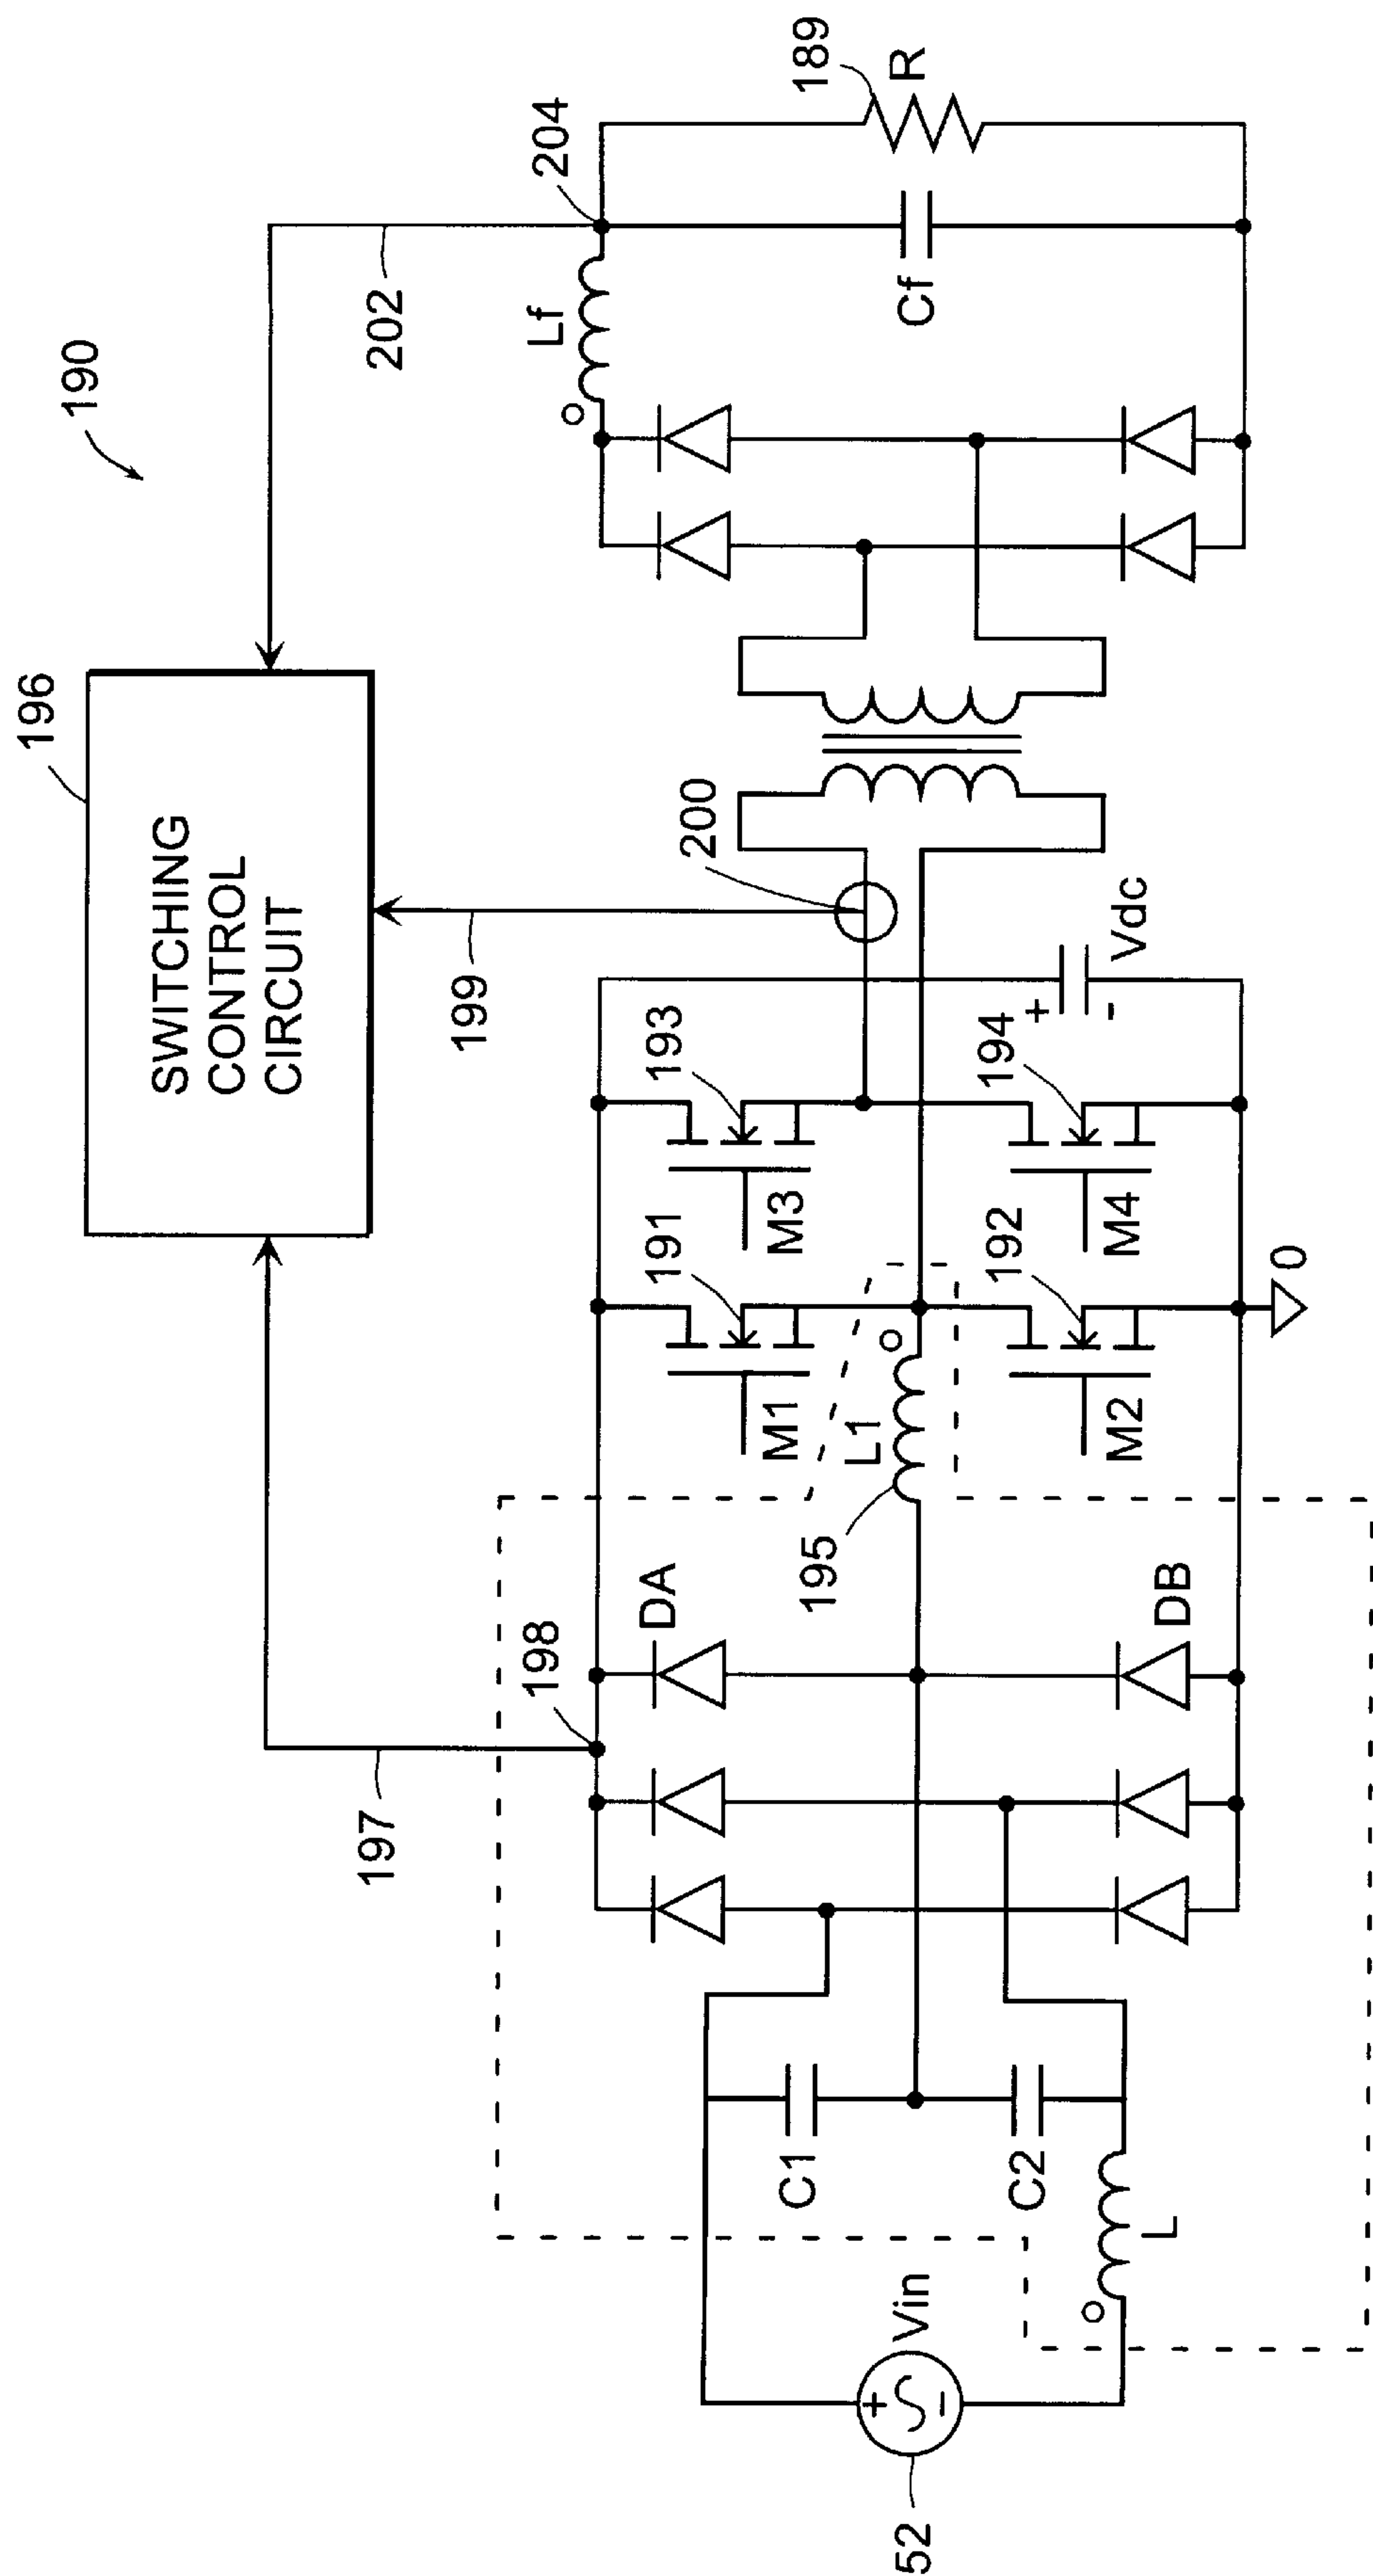 190
196
SWITCHING
CONTROL
CIRCUIT
202
204
Lf
189
R
Cf
197
198
199
200
DA
DB
M1
191
M3
193
M2
192
M4
194
L1
195
+
-
Vdc
0
C1
C2
L
Vin
+
-
52